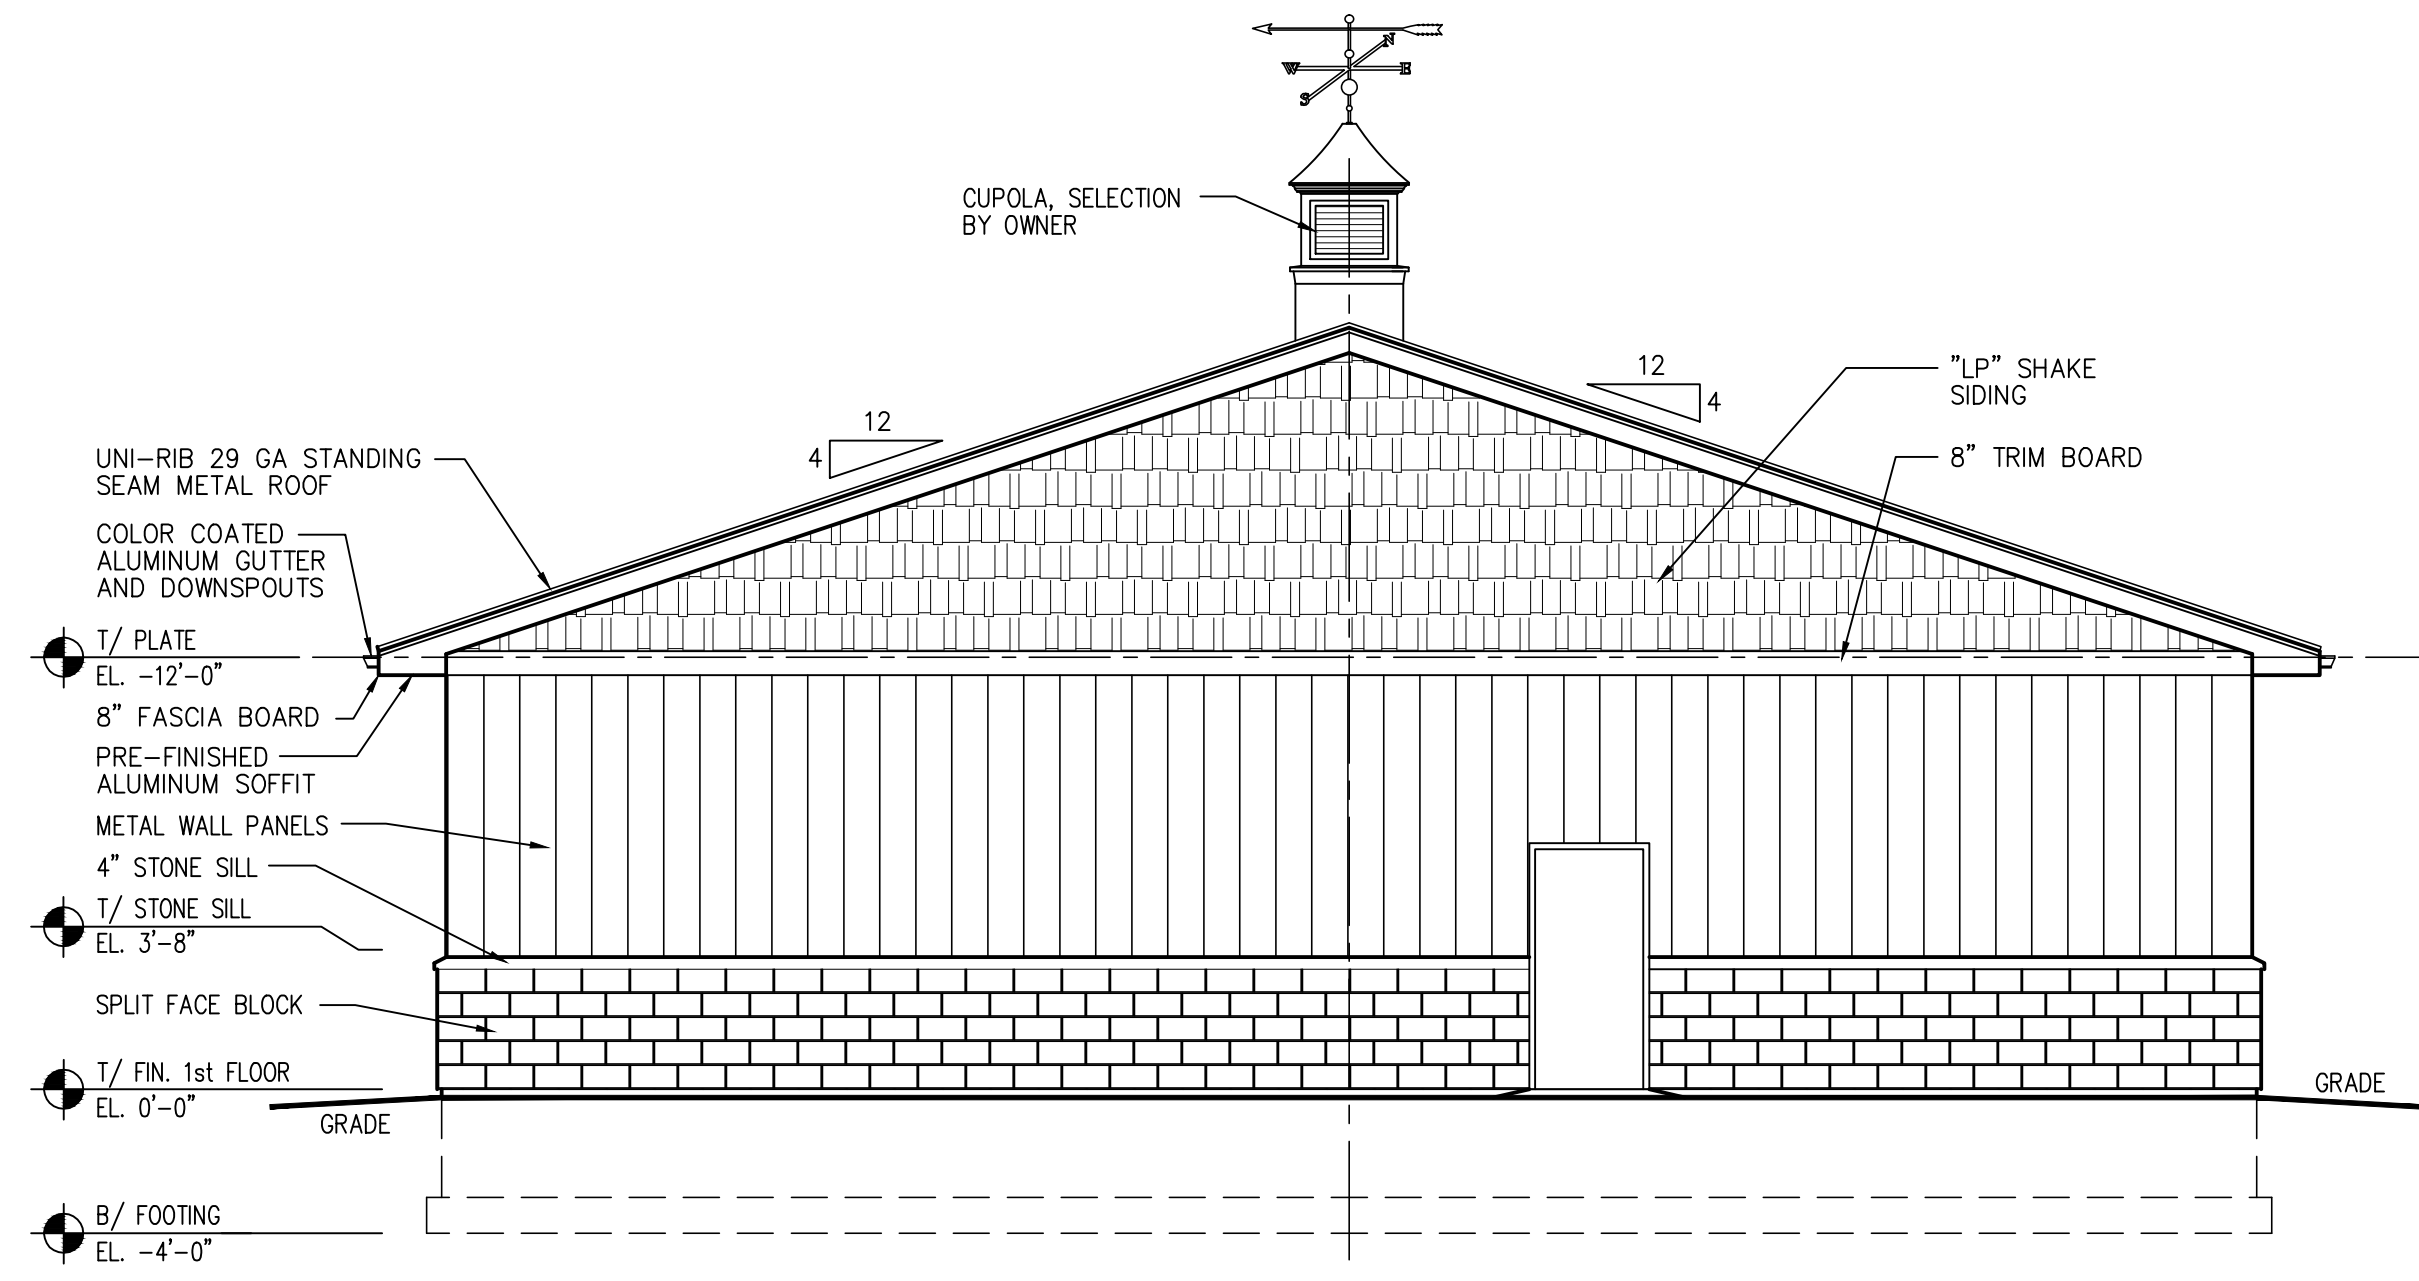 N
W E
S
CUPOLA, SELECTION
BY OWNER
12
4
12
4
"LP" SHAKE
SIDING
8" TRIM BOARD
UNI-RIB 29 GA STANDING
SEAM METAL ROOF
COLOR COATED
ALUMINUM GUTTER
AND DOWNSPOUTS
T/ PLATE
EL. -12'-0"
8" FASCIA BOARD
PRE-FINISHED
ALUMINUM SOFFIT
METAL WALL PANELS
4" STONE SILL
T/ STONE SILL
EL. 3'-8"
SPLIT FACE BLOCK
T/ FIN. 1st FLOOR
EL. 0'-0"
GRADE
GRADE
B/ FOOTING
EL. -4'-0"